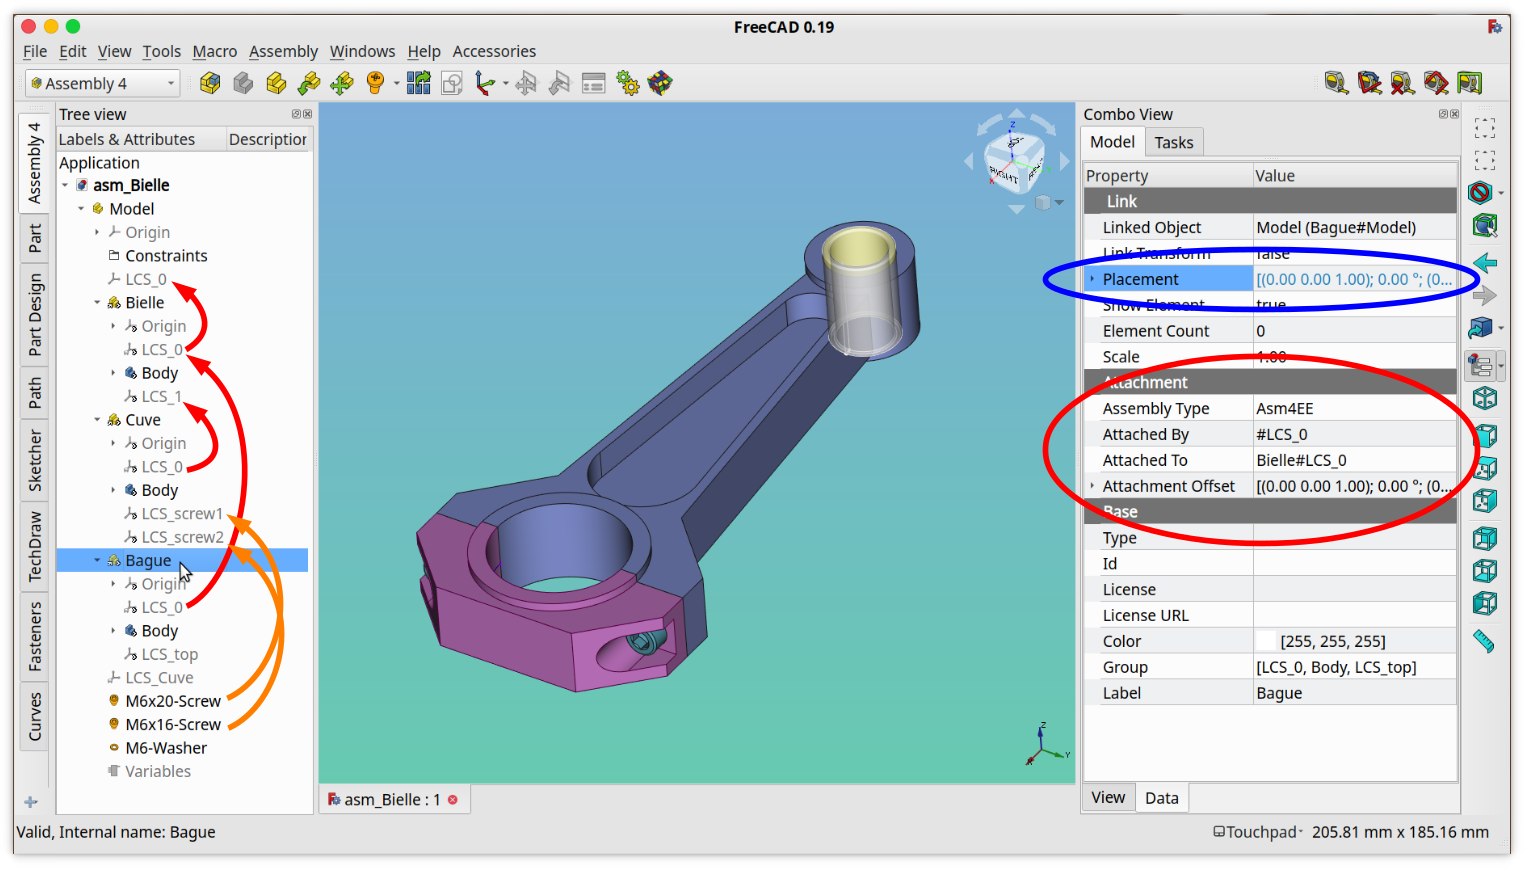 FreeCAD 0.19
File Edit View Tools Macro Assembly Windows Help Accessories
Assembly 4
Tree view
Labels & Attributes Description
Application
asm_Bielle
Model
Origin
Constraints
LCS_0
Bielle
Origin
LCS_0
Body
LCS_1
Cuve
Origin
LCS_0
Body
LCS_screw1
LCS_screw2
Bague
Origin
LCS_0
Body
LCS_top
LCS_Cuve
M6x20-Screw
M6x16-Screw
M6-Washer
Variables
Assembly 4
Part
Part Design
Path
Sketcher
TechDraw
Fasteners
Curves
Z
RIGHT
X
Z
Y
asm_Bielle : 1
Combo View
Model Tasks
Property Value
Link
Linked Object Model (Bague#Model)
Link Transform false
Placement [(0.00 0.00 1.00); 0.00 °; (0...
Show Element true
Element Count 0
Scale 1.00
Attachment
Assembly Type Asm4EE
Attached By #LCS_0
Attached To Bielle#LCS_0
Attachment Offset [(0.00 0.00 1.00); 0.00 °; (0...
Base
Type
Id
License
License URL
Color [255, 255, 255]
Group [LCS_0, Body, LCS_top]
Label Bague
View Data
Valid, Internal name: Bague
Touchpad 205.81 mm x 185.16 mm